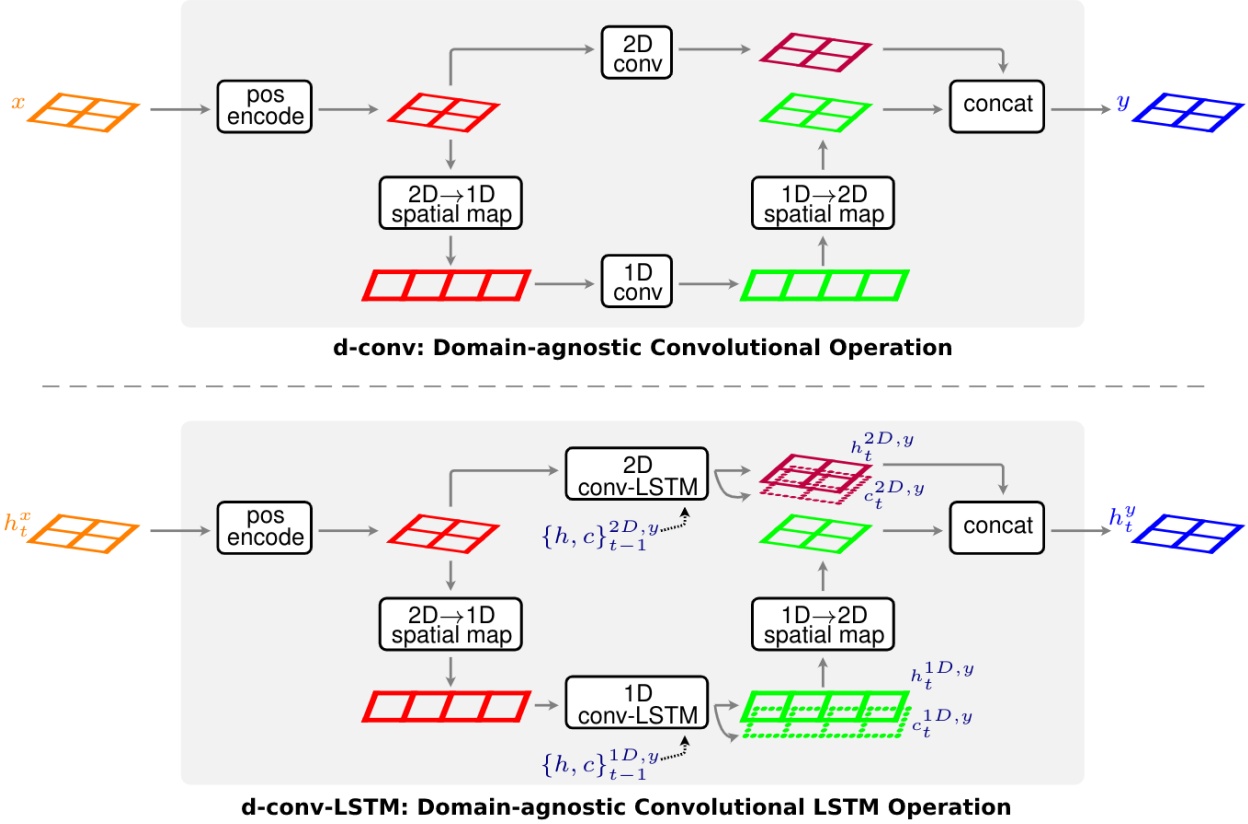 2D
conv
x
pos
encode
concat
y
2D→1D
spatial map
1D→2D
spatial map
1D
conv
d-conv: Domain-agnostic Convolutional Operation
h_t^{2D,y}
2D
conv-LSTM
c_t^{2D,y}
h_t^x
pos
encode
{h, c}_{t-1}^{2D,y}
concat
h_t^y
2D→1D
spatial map
1D→2D
spatial map
h_t^{1D,y}
1D
conv-LSTM
c_t^{1D,y}
{h, c}_{t-1}^{1D,y}
d-conv-LSTM: Domain-agnostic Convolutional LSTM Operation